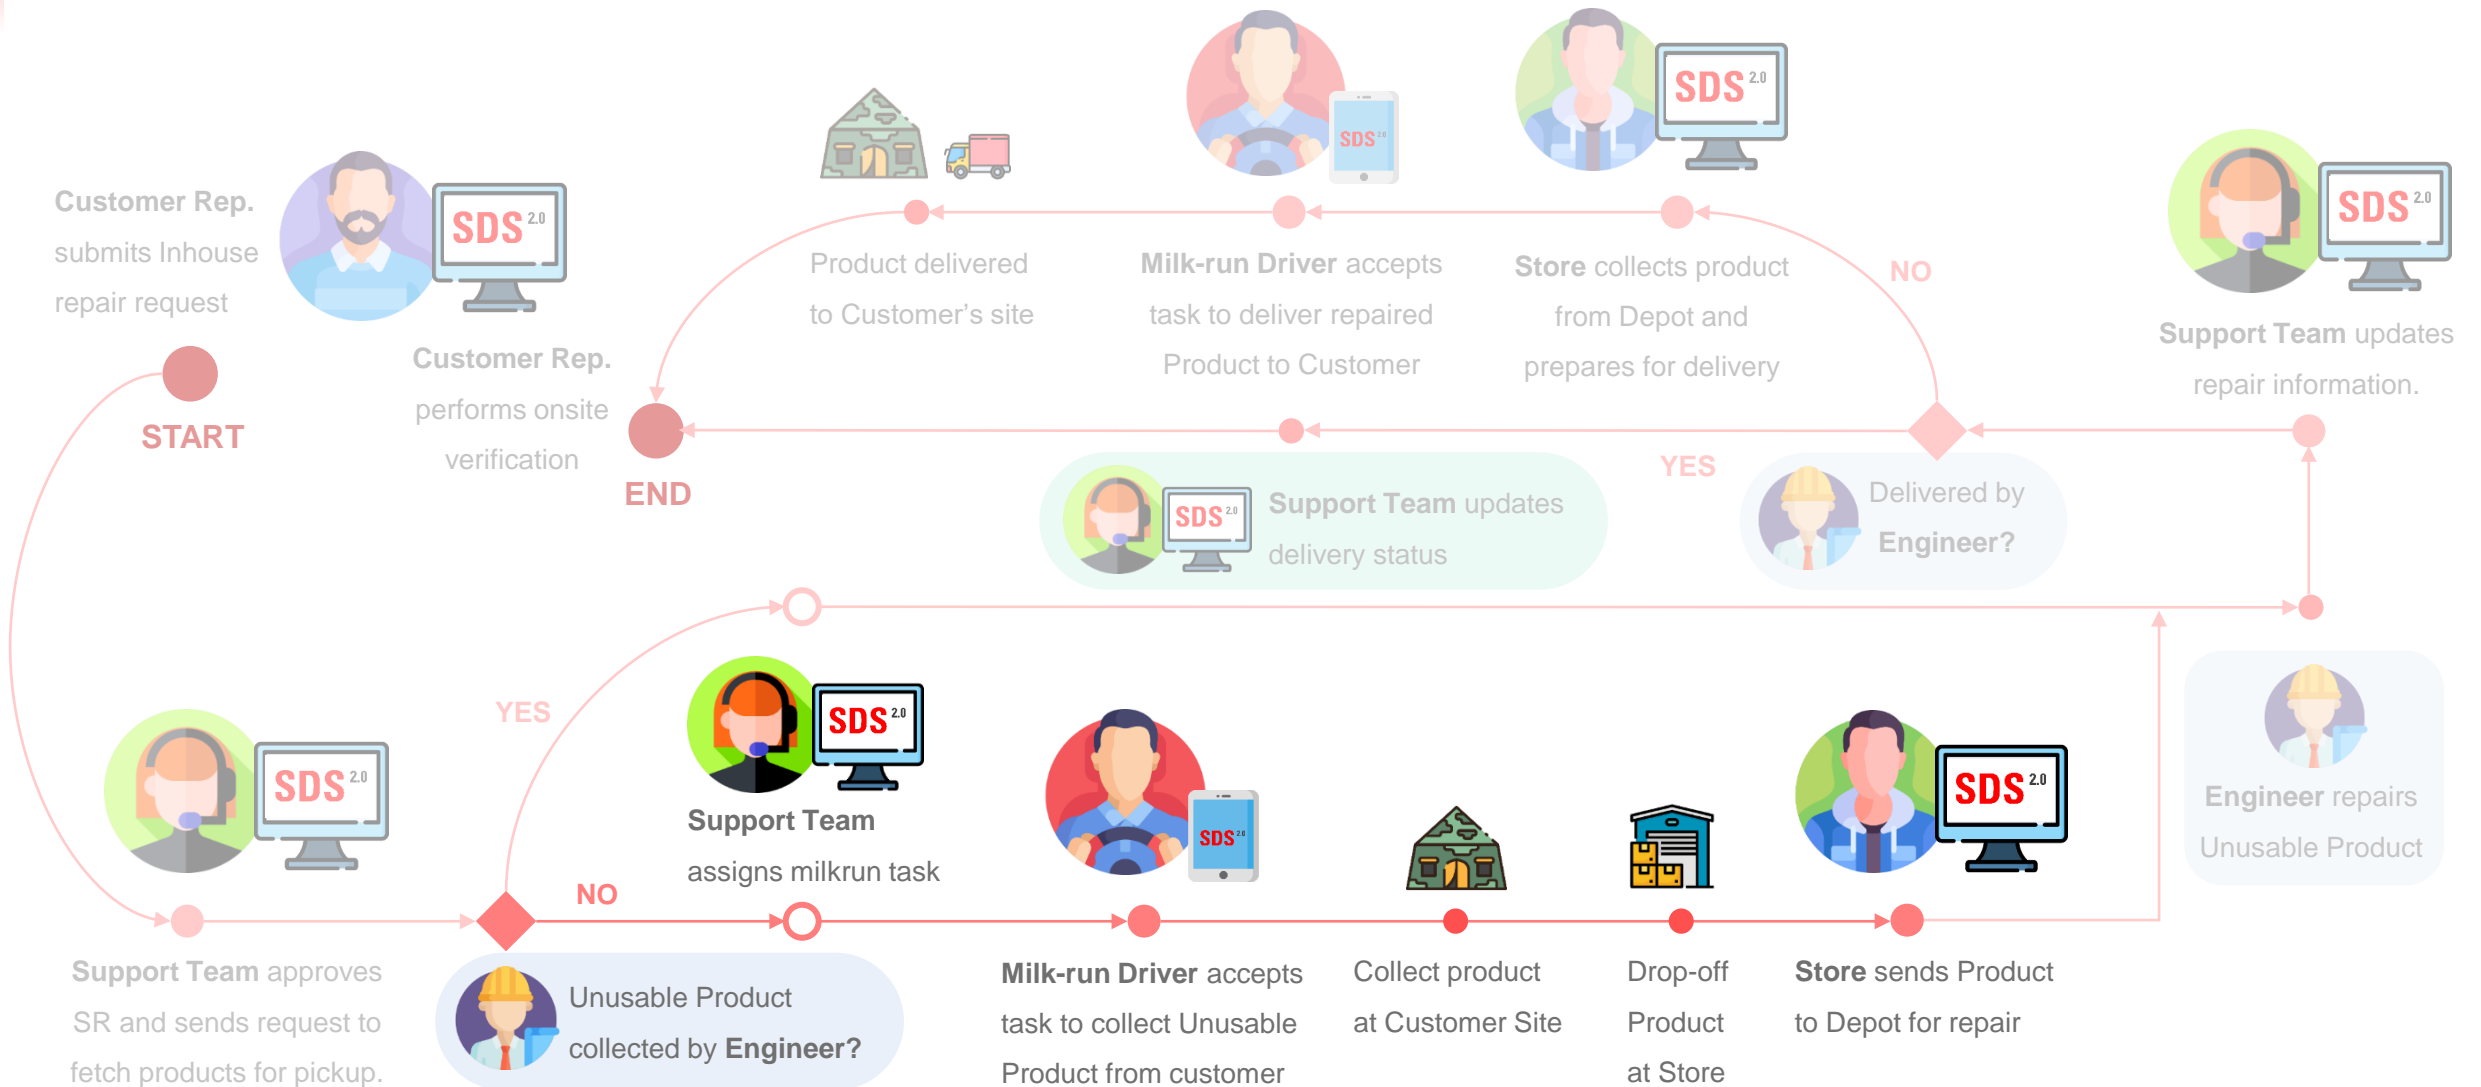 Customer Rep.
submits Inhouse
repair request
SDS 2.0
START
Customer Rep.
performs onsite
verification
END
Product delivered
to Customer’s site
SDS 2.0
Milk-run Driver accepts
task to deliver repaired
Product to Customer
SDS 2.0
Store collects product
from Depot and
prepares for delivery
NO
SDS 2.0
Support Team updates
repair information.
YES
SDS 2.0
Support Team updates
delivery status
Delivered by
Engineer?
YES
SDS 2.0
Support Team approves
SR and sends request to
fetch products for pickup.
NO
Unusable Product
collected by Engineer?
SDS 2.0
Support Team
assigns milkrun task
SDS 2.0
Milk-run Driver accepts
task to collect Unusable
Product from customer
Collect product
at Customer Site
Drop-off
Product
at Store
SDS 2.0
Store sends Product
to Depot for repair
Engineer repairs
Unusable Product